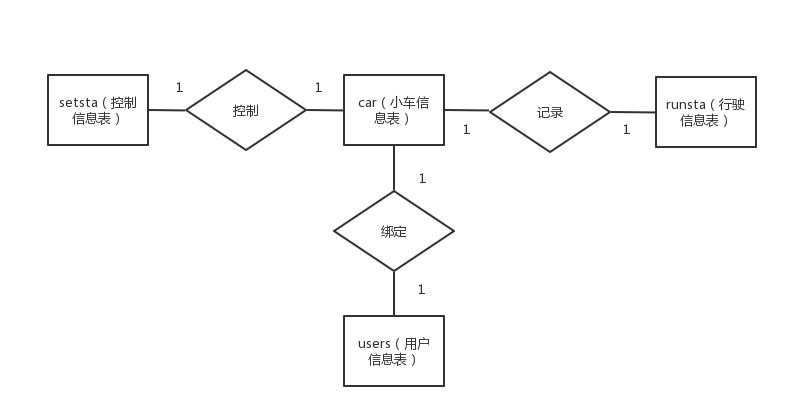 1
1
setsta（控制
信息表）
控制
car（小车信
息表）
记录
runsta（行驶
信息表）
1
1
1
绑定
1
users（用户
信息表）